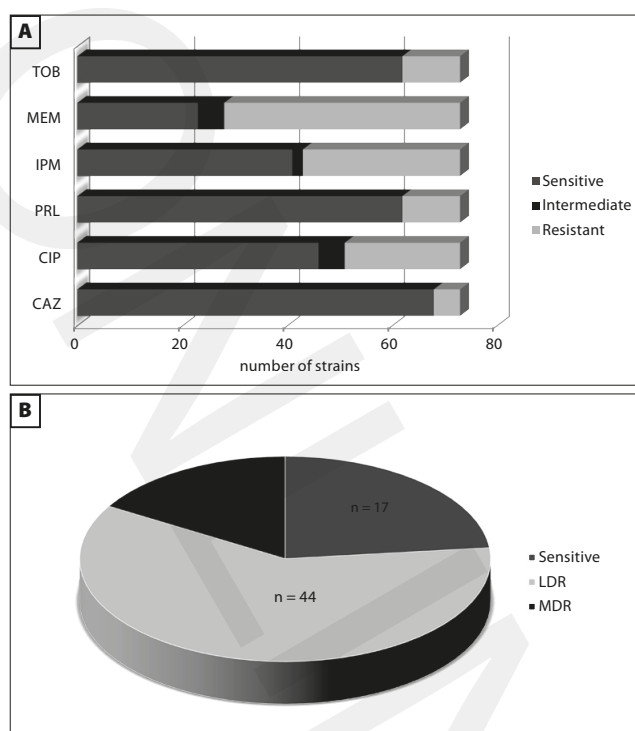 A
TOB
MEM
IPM
PRL
CIP
CAZ
0 20 40 60 80
number of strains
Sensitive
Intermediate
Resistant
B
n = 17
n = 44
Sensitive
LDR
MDR